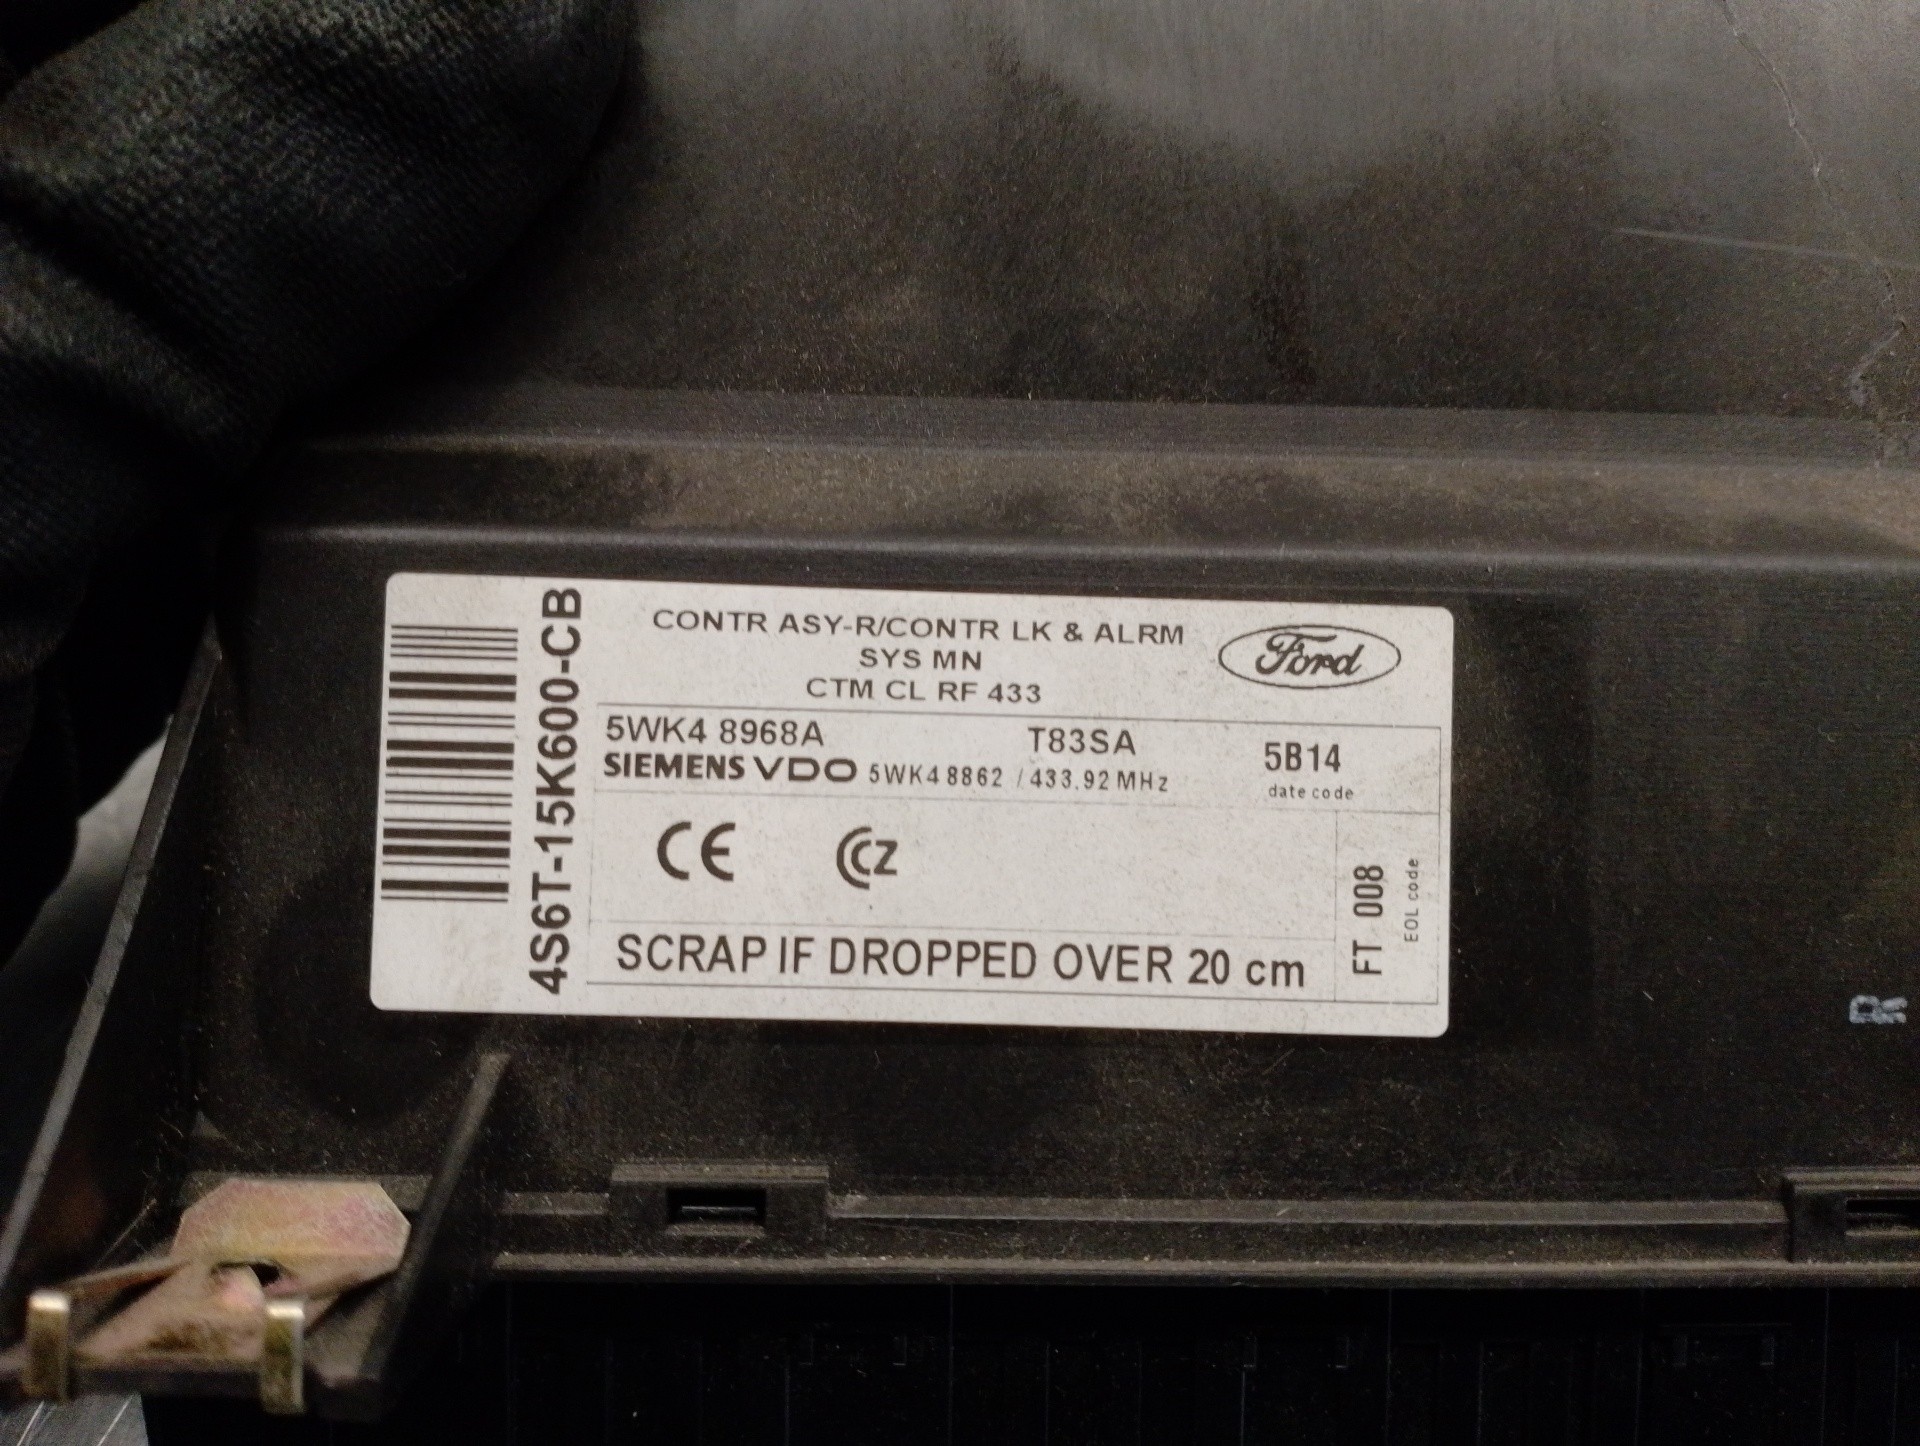 4S6T-15K600-CB
CONTR ASY-R/CONTR LK & ALRM
SYS MN
CTM CL RF 433
Ford
5WK4 8968A T83SA 5B14
SIEMENS VDO 5WK4 8862 / 433.92 MHz date code
CE CCZ
FT 008
EOL code
SCRAP IF DROPPED OVER 20 cm
R